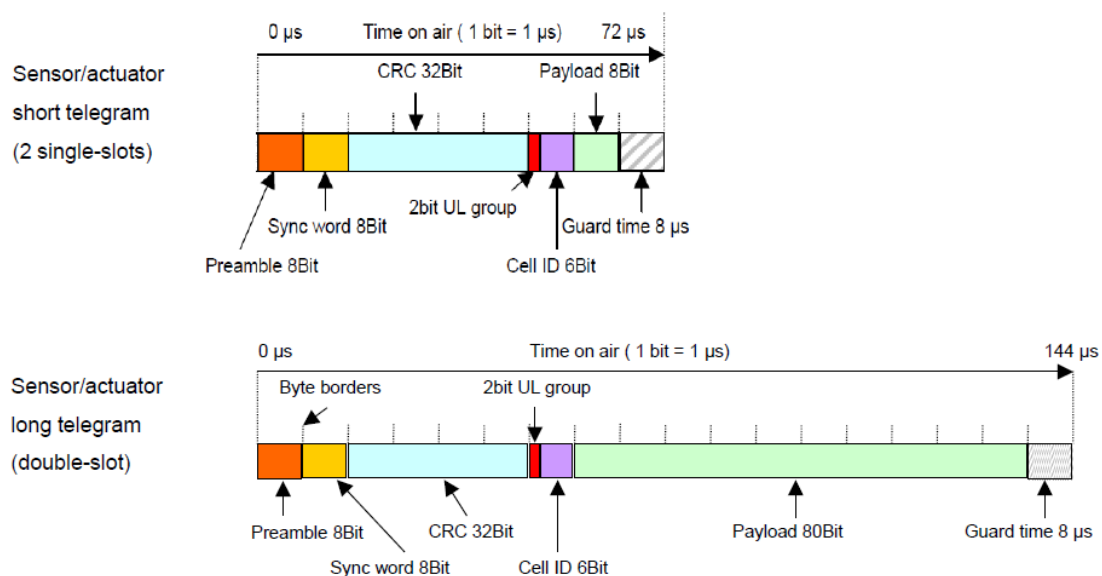 0 µs Time on air ( 1 bit = 1 µs) 72 µs
Sensor/actuator
short telegram
(2 single-slots)
CRC 32Bit Payload 8Bit
2bit UL group
Sync word 8Bit Guard time 8 µs
Preamble 8Bit Cell ID 6Bit
0 µs Time on air ( 1 bit = 1 µs) 144 µs
Sensor/actuator
long telegram
(double-slot)
Byte borders 2bit UL group
Preamble 8Bit CRC 32Bit Payload 80Bit Guard time 8 µs
Sync word 8Bit Cell ID 6Bit